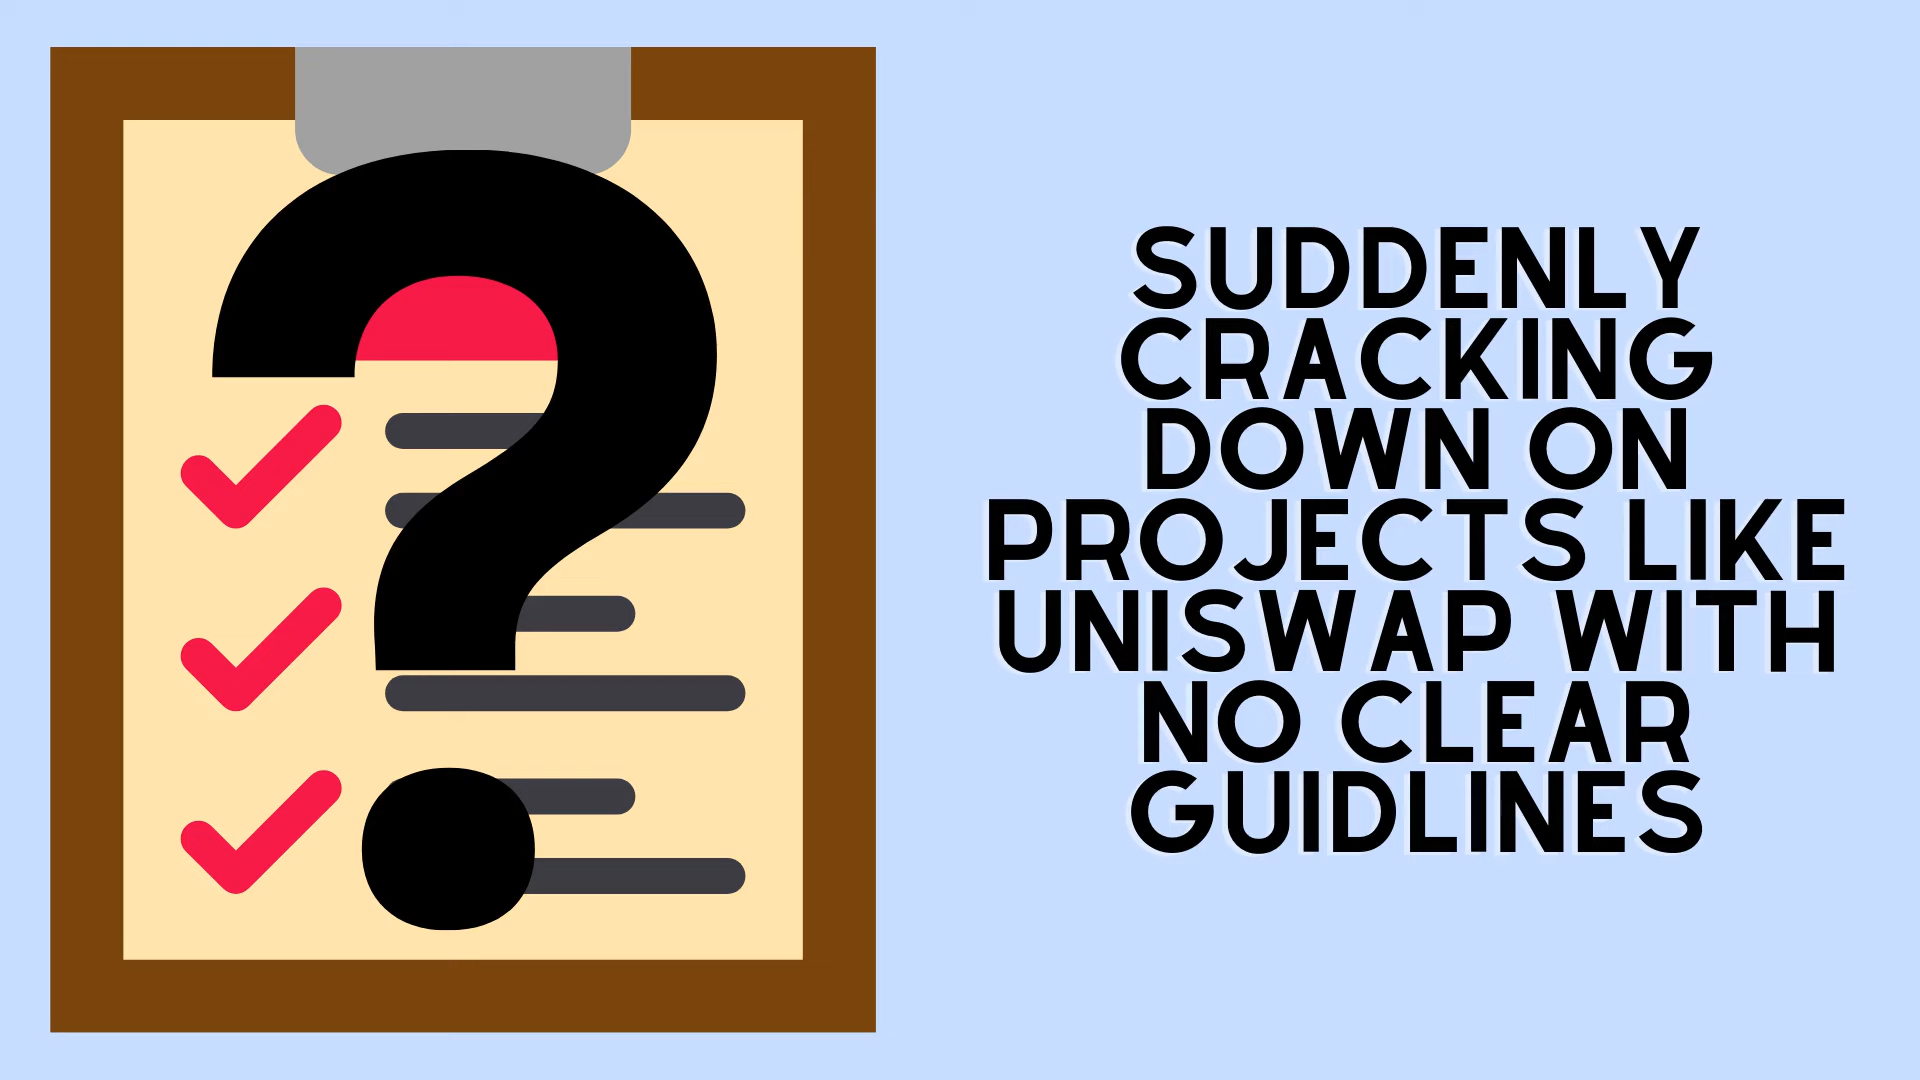 SUDDENLY
CRACKING
DOWN ON
PROJECTS LIKE
UNISWAP WITH
NO CLEAR
GUIDLINES